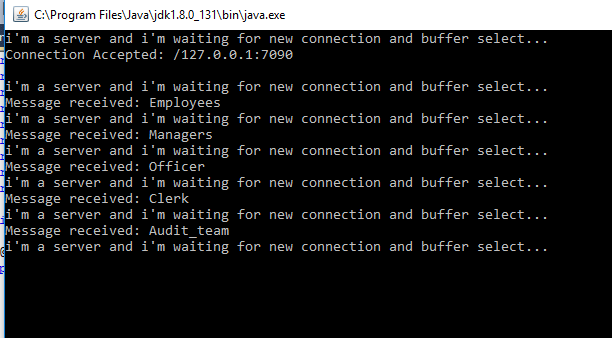 C:\Program Files\Java\jdk1.8.0_131\bin\java.exe
i'm a server and i'm waiting for new connection and buffer select...
Connection Accepted: /127.0.0.1:7090
i'm a server and i'm waiting for new connection and buffer select...
Message received: Employees
i'm a server and i'm waiting for new connection and buffer select...
Message received: Managers
i'm a server and i'm waiting for new connection and buffer select...
Message received: Officer
i'm a server and i'm waiting for new connection and buffer select...
Message received: Clerk
i'm a server and i'm waiting for new connection and buffer select...
Message received: Audit_team
i'm a server and i'm waiting for new connection and buffer select...